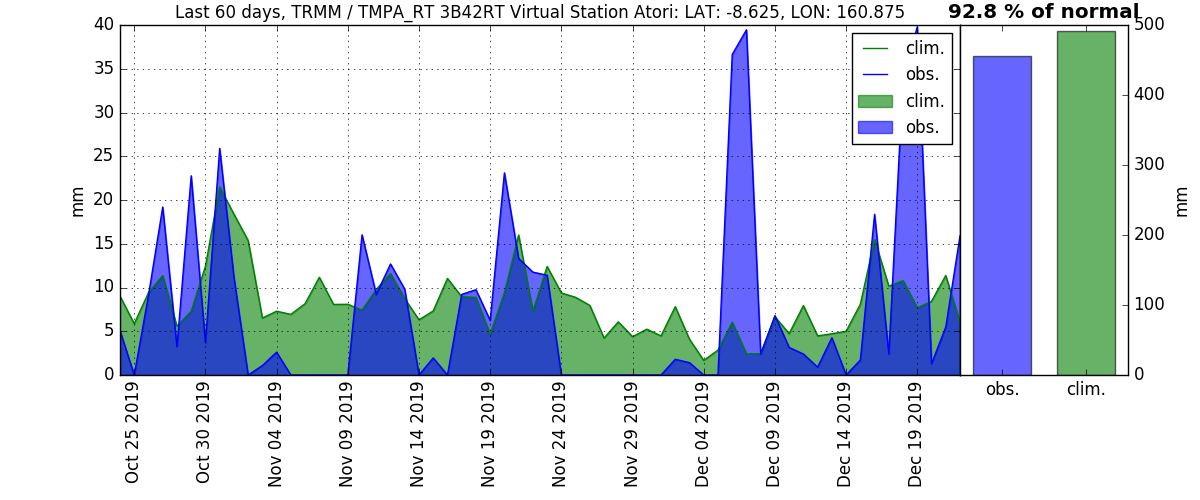 Last 60 days, TRMM / TMPA_RT 3B42RT Virtual Station Atori: LAT: -8.625, LON: 160.875
92.8 % of normal
40
35
30
25
20
15
10
5
0
mm
clim.
obs.
clim.
obs.
500
400
300
200
100
0
mm
obs.
clim.
Oct 25 2019
Oct 30 2019
Nov 04 2019
Nov 09 2019
Nov 14 2019
Nov 19 2019
Nov 24 2019
Nov 29 2019
Dec 04 2019
Dec 09 2019
Dec 14 2019
Dec 19 2019